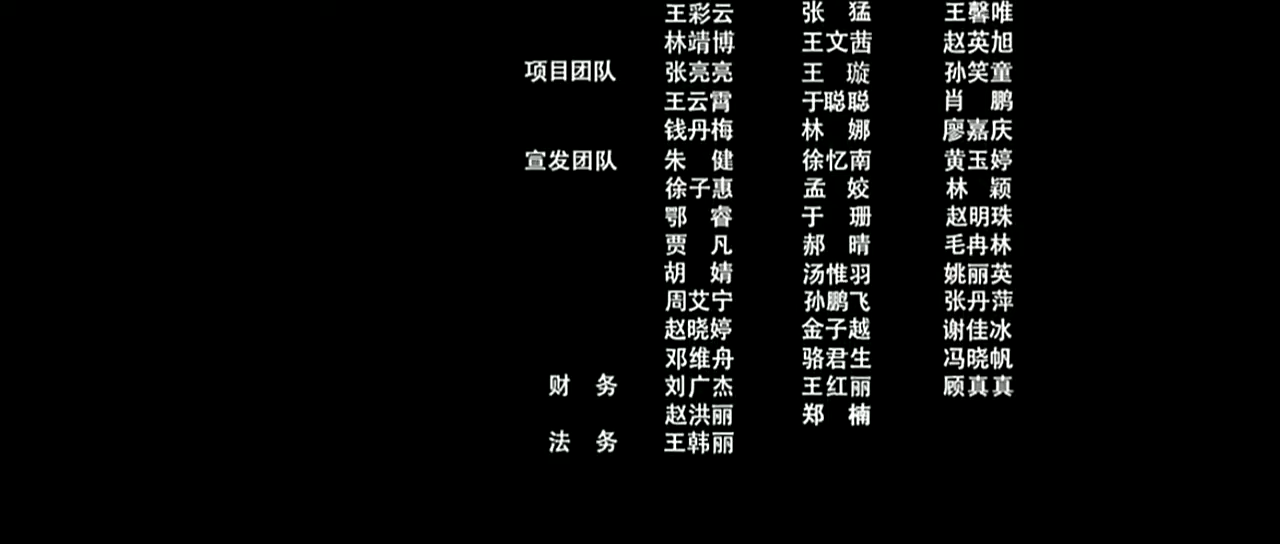 王彩云 张 猛 王馨唯
林靖博 王文茜 赵英旭
项目团队 张亮亮 王 璇 孙笑童
王云霄 于聪聪 肖 鹏
钱丹梅 林 娜 廖嘉庆
宣发团队 朱 健 徐忆南 黄玉婷
徐子惠 孟 姣 林 颖
鄂 睿 于 珊 赵明珠
贾 凡 郝 晴 毛冉林
胡 婧 汤惟羽 姚丽英
周艾宁 孙鹏飞 张丹萍
赵晓婷 金子越 谢佳冰
邓维舟 骆君生 冯晓帆
财 务 刘广杰 王红丽 顾真真
赵洪丽 郑 楠
法 务 王韩丽